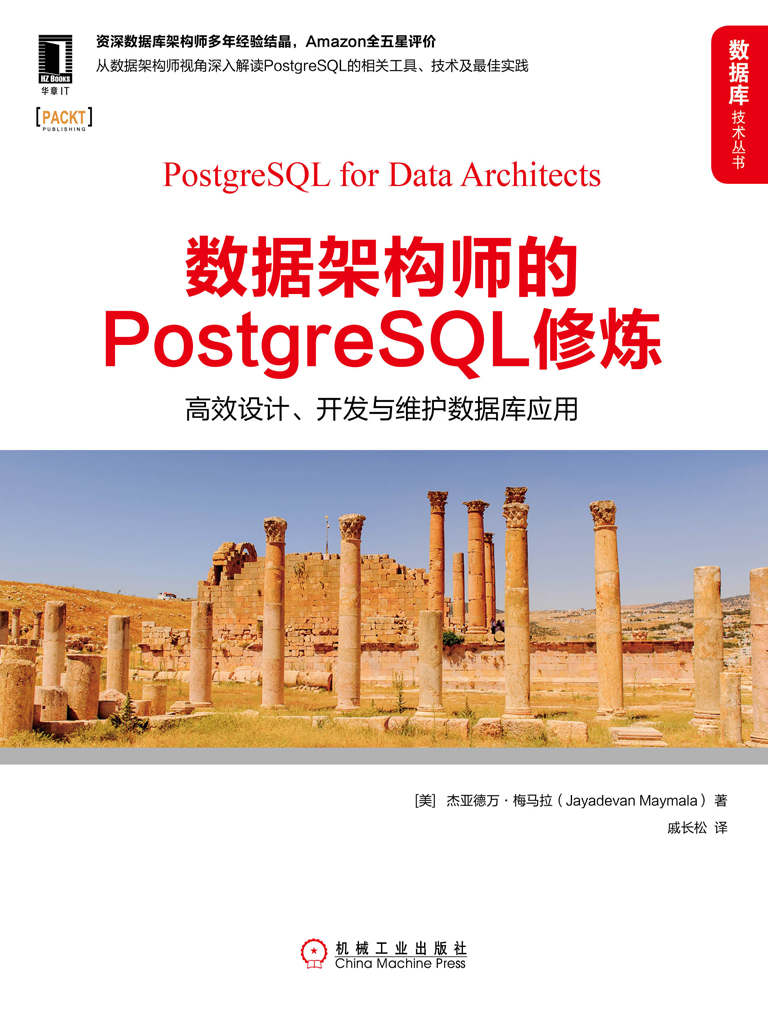 HZ BOOKS
华章IT
[PACKT]
PUBLISHING
资深数据库架构师多年经验结晶，Amazon全五星评价
从数据架构师视角深入解读PostgreSQL的相关工具、技术及最佳实践
数据库
技术丛书
PostgreSQL for Data Architects
数据架构师的
PostgreSQL修炼
高效设计、开发与维护数据库应用
[美] 杰亚德万·梅马拉（Jayadevan Maymala）著
戚长松 译
机械工业出版社
China Machine Press